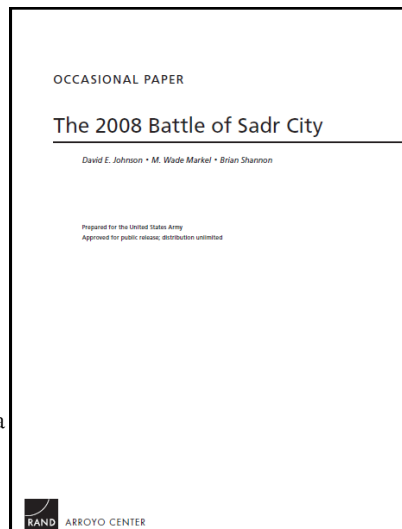 OCCASIONAL PAPER
The 2008 Battle of Sadr City
David E. Johnson • M. Wade Markel • Brian Shannon
Prepared for the United States Army
Approved for public release; distribution unlimited
a
RAND ARROYO CENTER